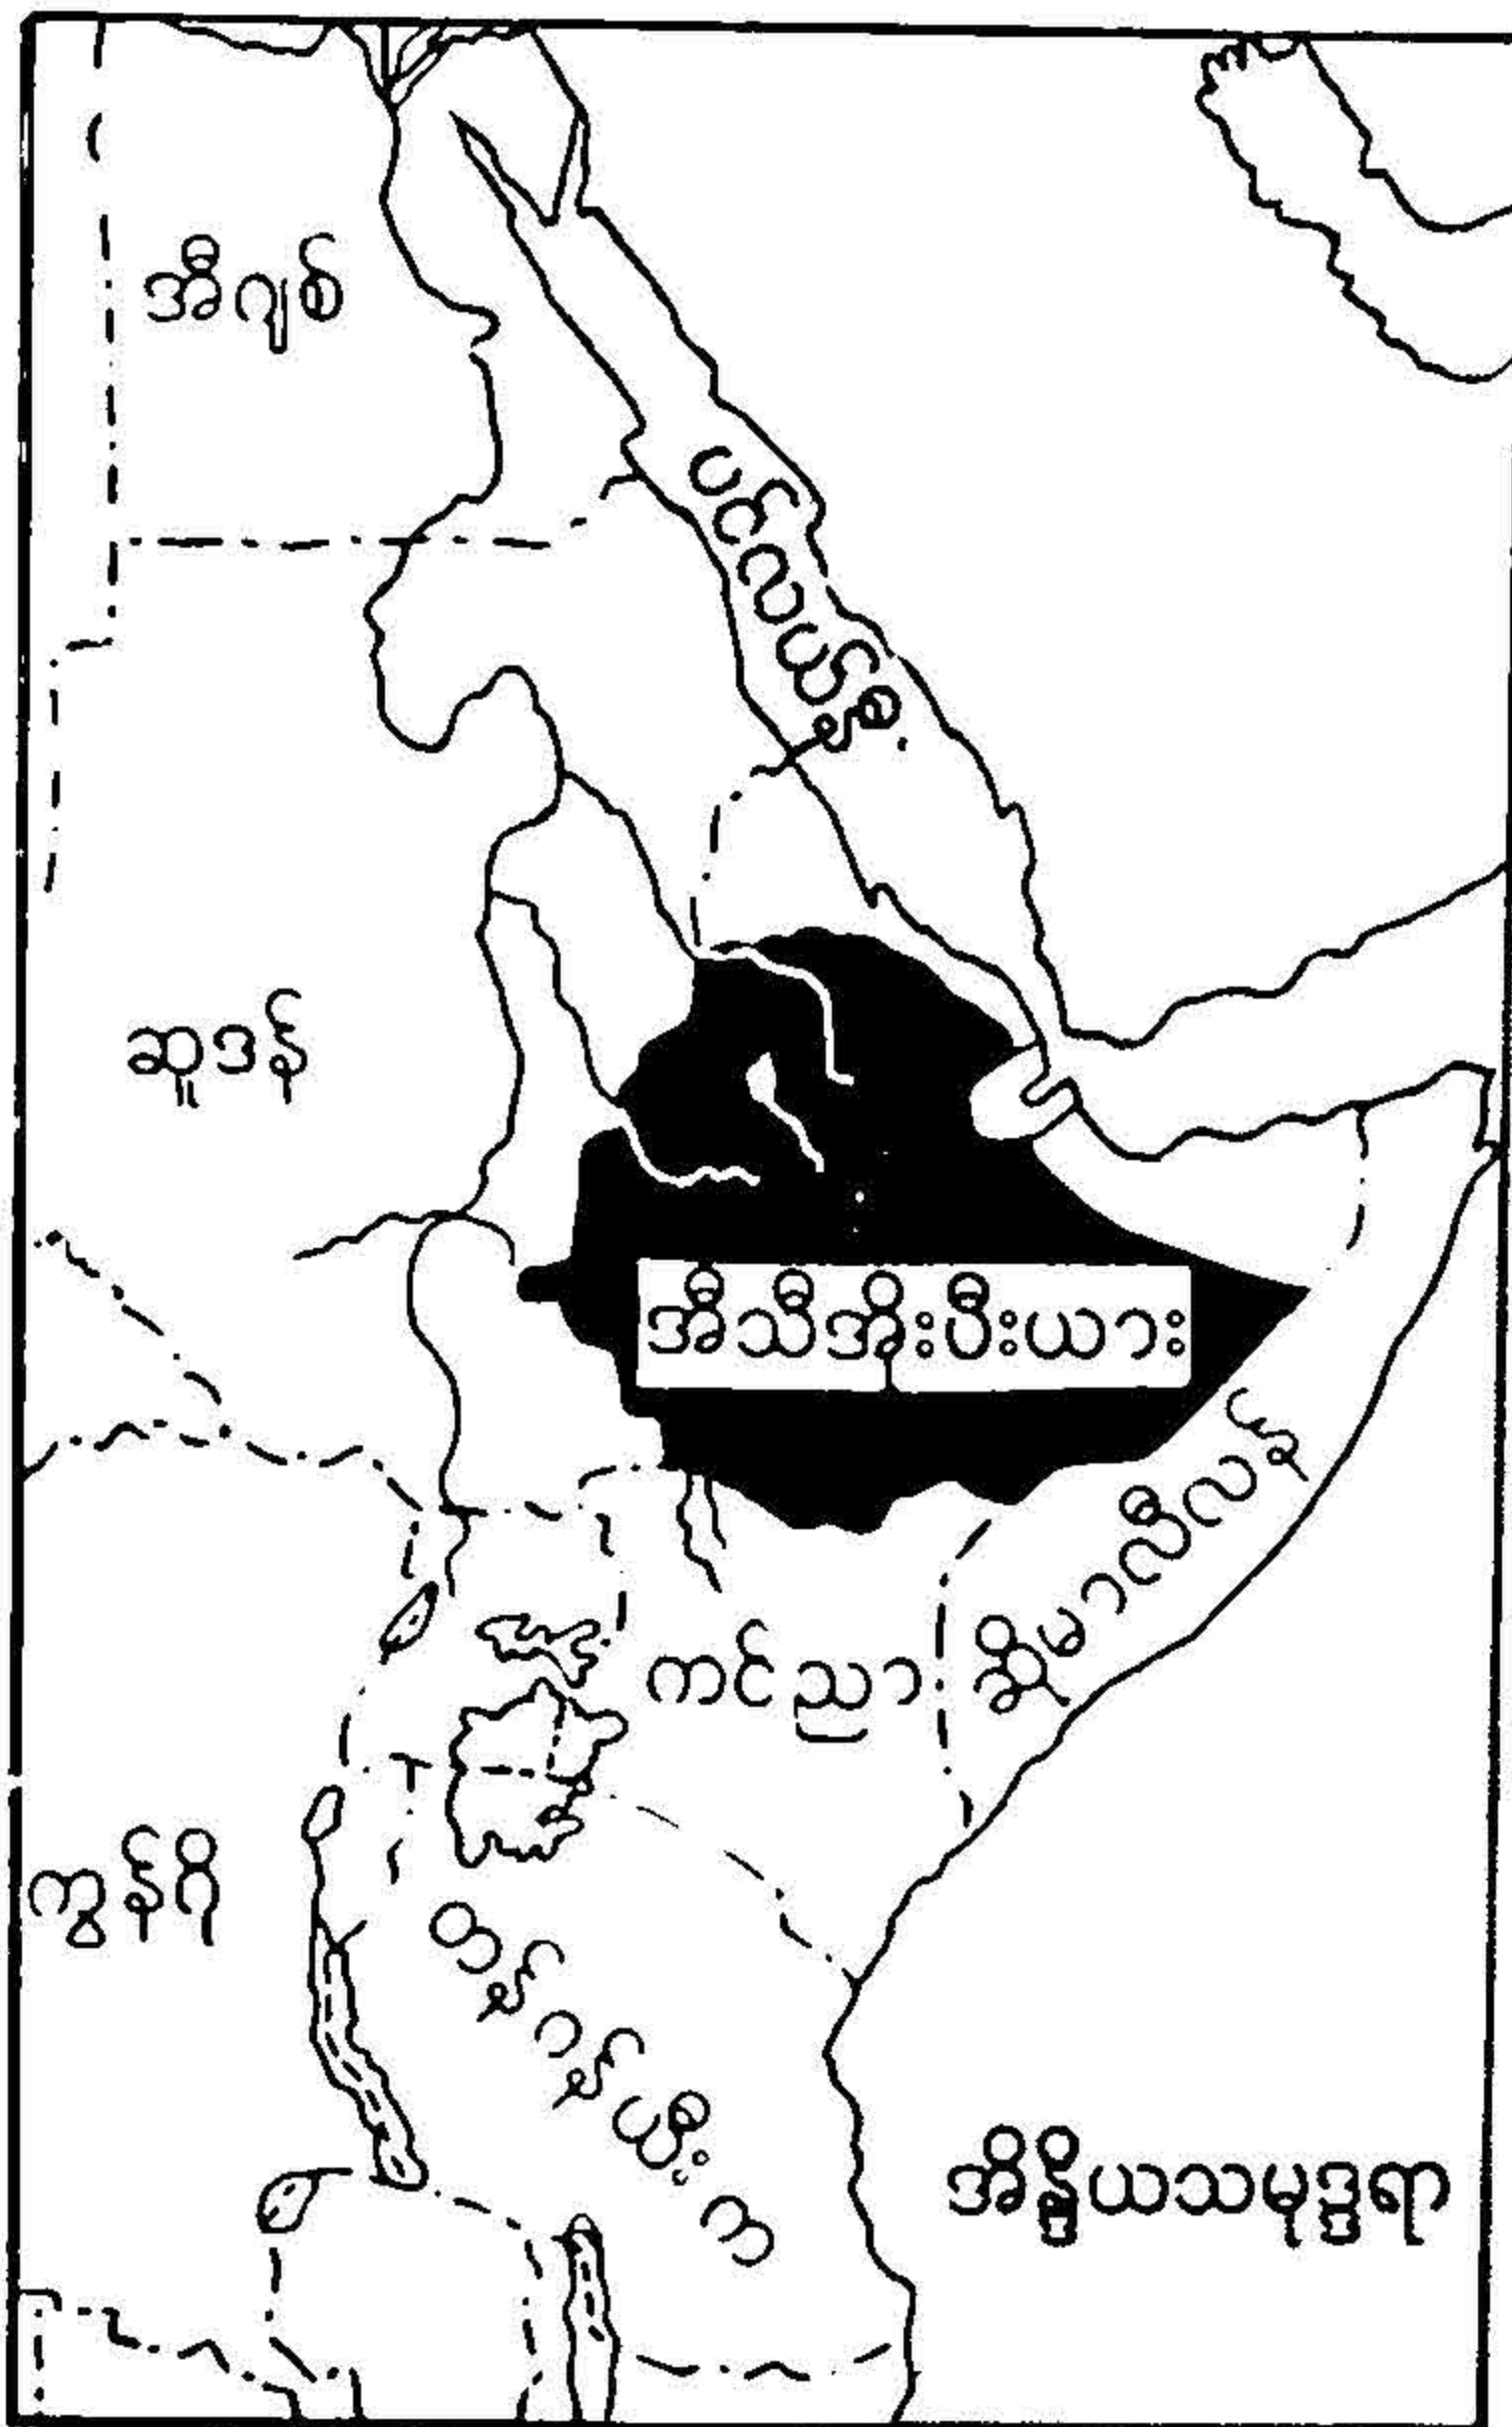 အီဂျစ်
ပင်လယ်နီ
ဆူဒန်
အီသီအိုးပီးယား
ဆိုမာလီလန်
ကင်ညာ
ကွန်ဂို
တန်ဂန်ယီးက
အိန္ဒိယသမုဒ္ဒရာ